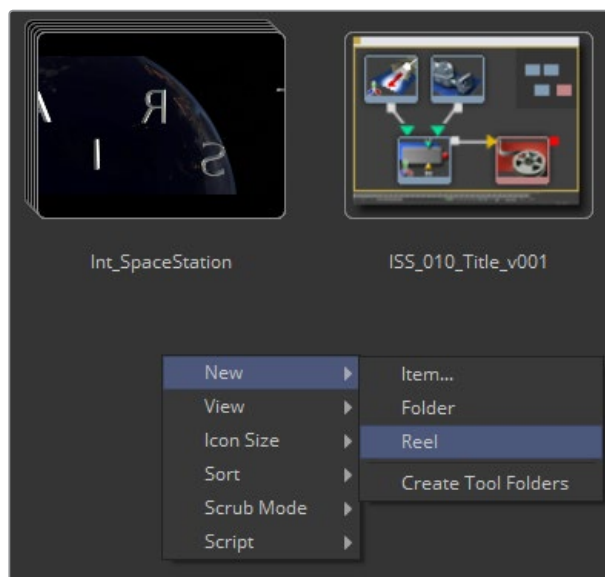 A
R
I
S
Int_SpaceStation
ISS_010_Title_v001
New
View
Icon Size
Sort
Scrub Mode
Script
Item...
Folder
Reel
Create Tool Folders